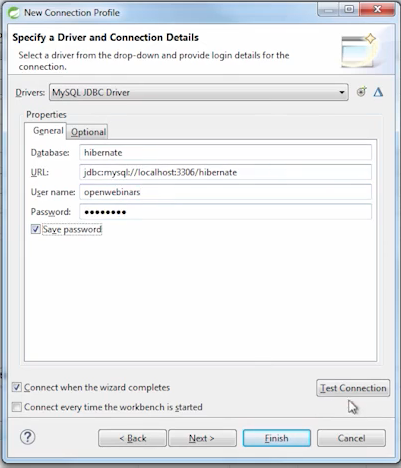 New Connection Profile
Specify a Driver and Connection Details
Select a driver from the drop-down and provide login details for the
connection.
Drivers: MySQL JDBC Driver
Properties
General Optional
Database: hibernate
URL: jdbc:mysql://localhost:3306/hibernate
User name: openwebinars
Password: ●●●●●●●●
Save password
Connect when the wizard completes
Test Connection
Connect every time the workbench is started
< Back Next > Finish Cancel